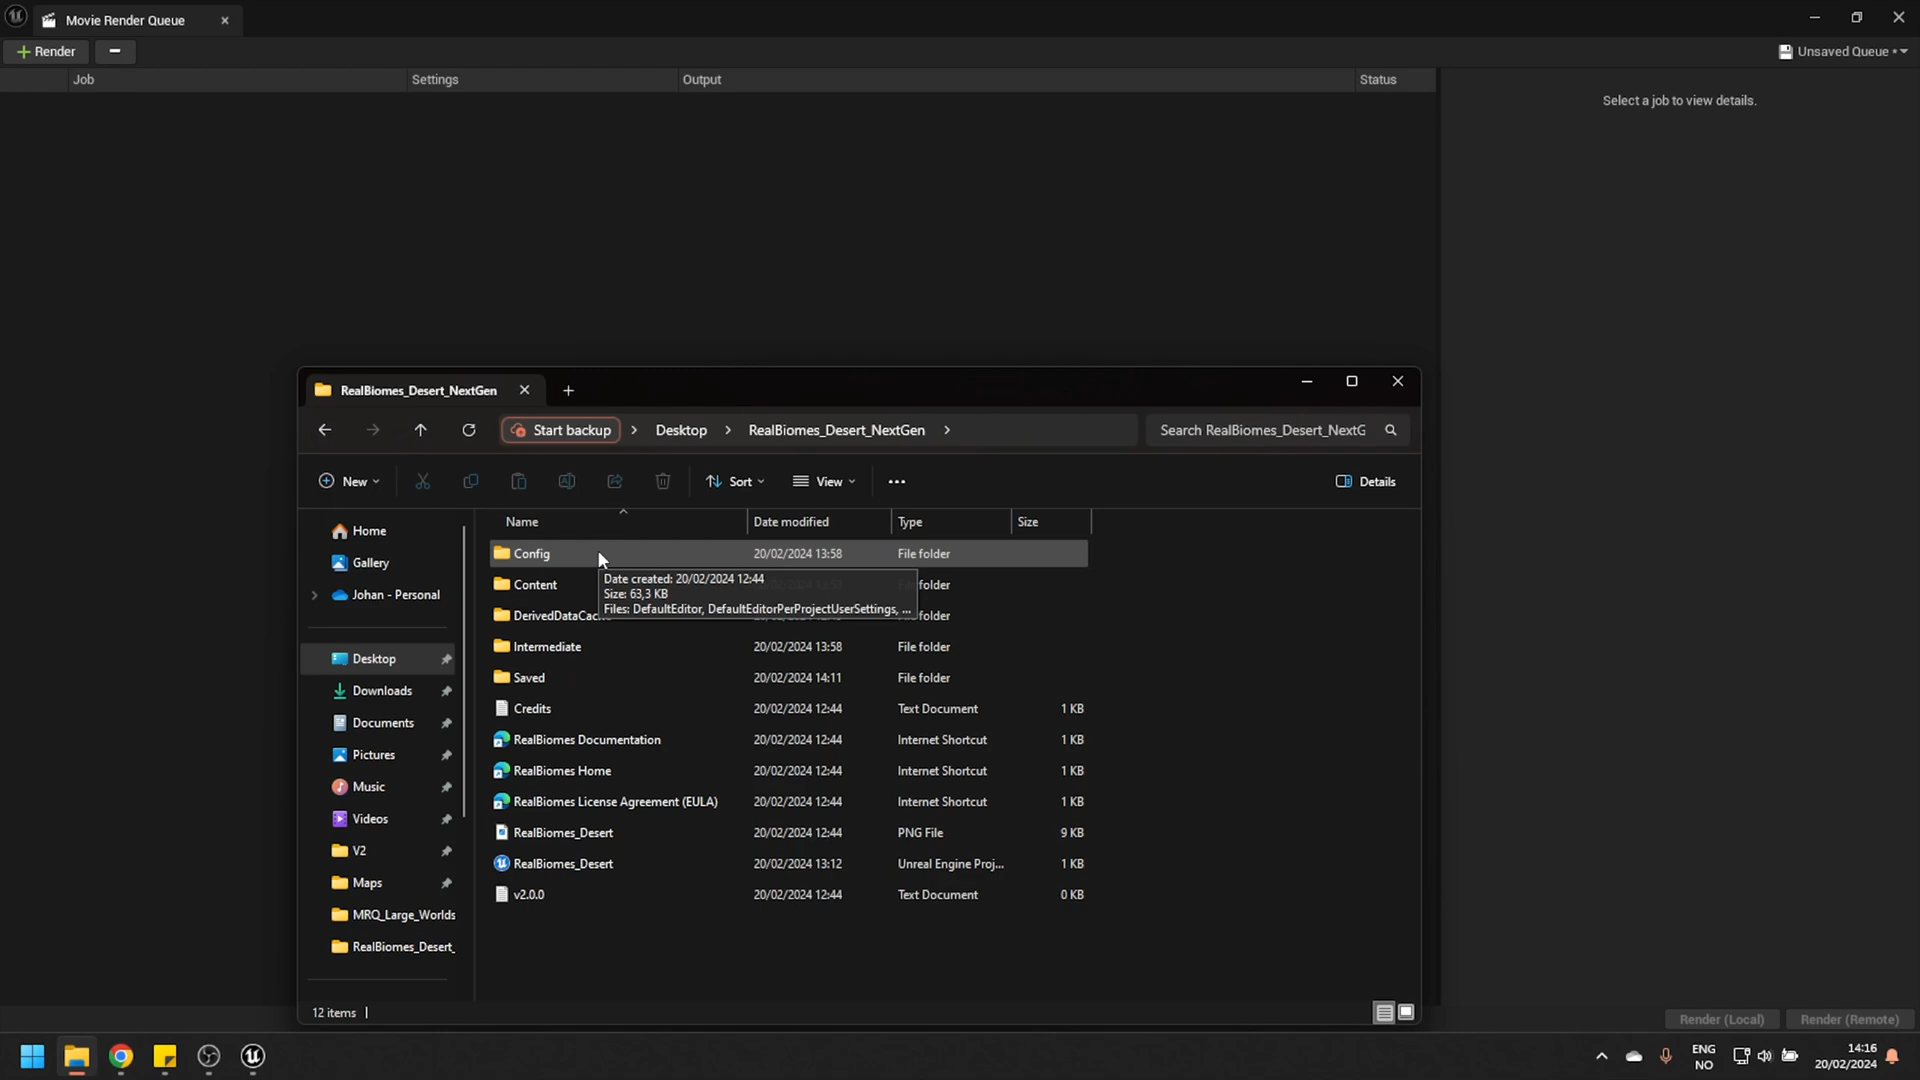 Movie Render Queue
Render
Unsaved Queue *
Job Settings Output Status
Select a job to view details.
RealBiomes_Desert_NextGen
Start backup > Desktop > RealBiomes_Desert_NextGen >
Search RealBiomes_Desert_NextG
New
Sort
View
Details
Name Date modified Type Size
Home
Gallery
Johan - Personal
Desktop
Downloads
Documents
Pictures
Music
Videos
V2
Maps
MRQ_Large_Worlds
RealBiomes_Desert_
Config 20/02/2024 13:58 File folder
Date created: 20/02/2024 12:44
Size: 63,3 KB
Files: DefaultEditor, DefaultEditorPerProjectUserSettings, ...
Content folder
DerivedDataCac folder
Intermediate 20/02/2024 13:58 File folder
Saved 20/02/2024 14:11 File folder
Credits 20/02/2024 12:44 Text Document 1 KB
RealBiomes Documentation 20/02/2024 12:44 Internet Shortcut 1 KB
RealBiomes Home 20/02/2024 12:44 Internet Shortcut 1 KB
RealBiomes License Agreement (EULA) 20/02/2024 12:44 Internet Shortcut 1 KB
RealBiomes_Desert 20/02/2024 12:44 PNG File 9 KB
RealBiomes_Desert 20/02/2024 13:12 Unreal Engine Proj... 1 KB
v2.0.0 20/02/2024 12:44 Text Document 0 KB
12 items
Render (Local) Render (Remote)
ENG
NO
14:16
20/02/2024